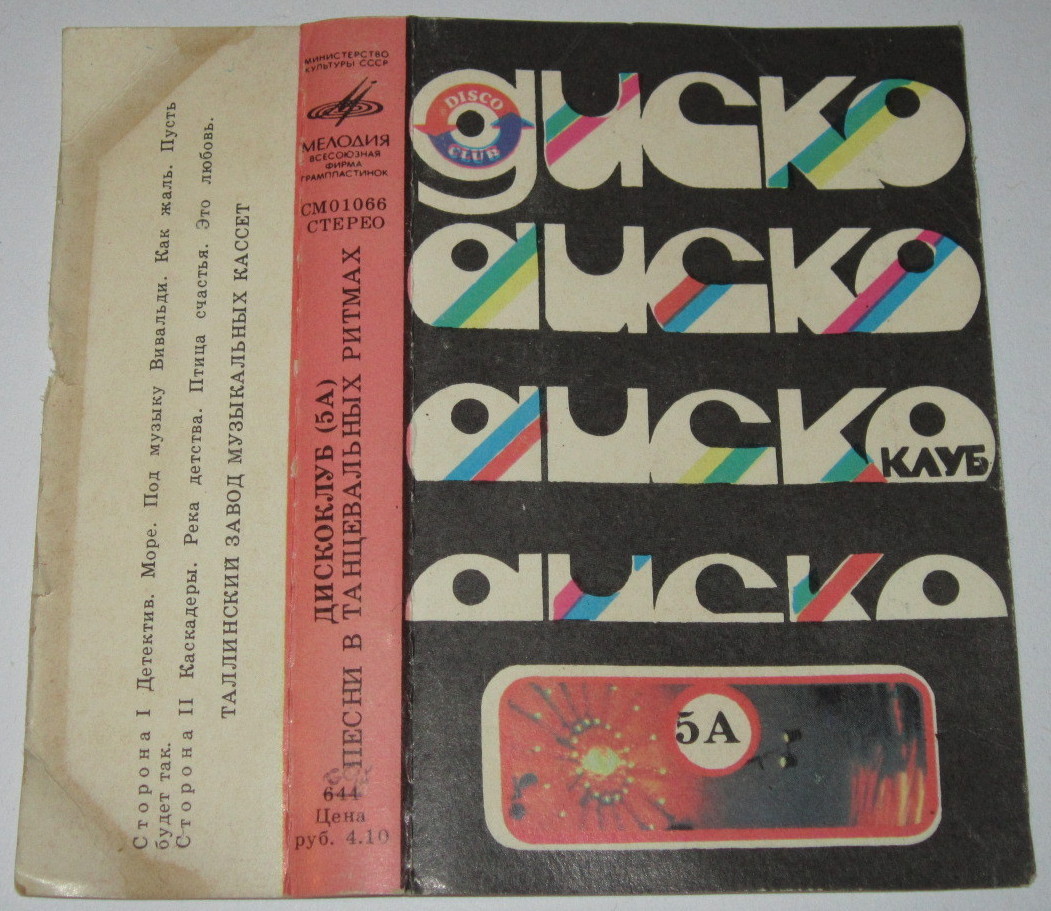 Сторона I Детектив. Море. Под музыку Вивальди. Как жаль. Пусть
будет так.
Сторона II Каскадеры. Река детства. Птица счастья. Это любовь.
ТАЛЛИНСКИЙ ЗАВОД МУЗЫКАЛЬНЫХ КАССЕТ
МИНИСТЕРСТВО
КУЛЬТУРЫ СССР
МЕЛОДИЯ
ВСЕСОЮЗНАЯ
ФИРМА
ГРАМПЛАСТИНОК
СМ01066
СТЕРЕО
ДИСКОКЛУБ (5А)
ПЕСНИ В ТАНЦЕВАЛЬНЫХ РИТМАХ
644
Цена
руб. 4.10
диско
DISCO
CLUB
диско
диско
КЛУБ
диско
5А